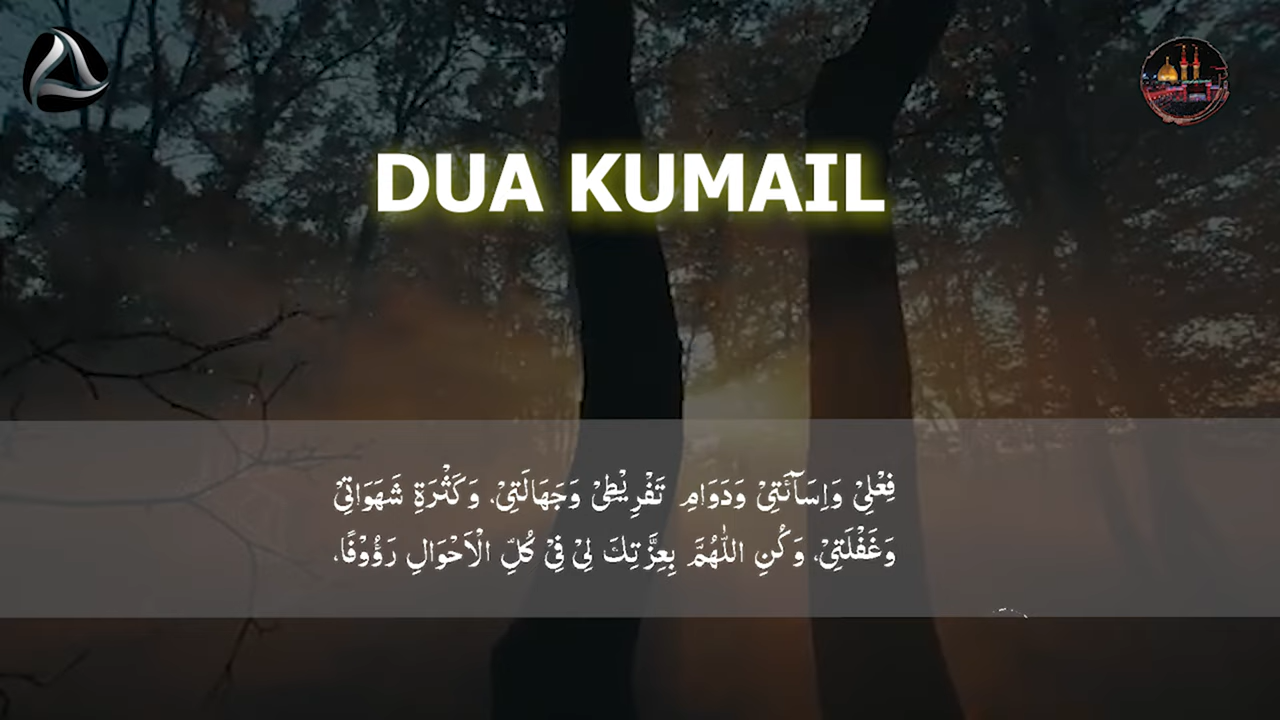 DUA KUMAIL
فِعْلِيْ وَاِسَآئَتِيْ وَدَوَامِ تَفْرِيْطِيْ وَجَهَالَتِيْ، وَكَثْرَةِ شَهَوَاتِيْ
وَغَفْلَتِيْ، وَكُنِ اللّٰهُمَّ بِعِزَّتِكَ لِيْ فِيْ كُلِّ الْاَحْوَالِ رَؤُوْفًا،